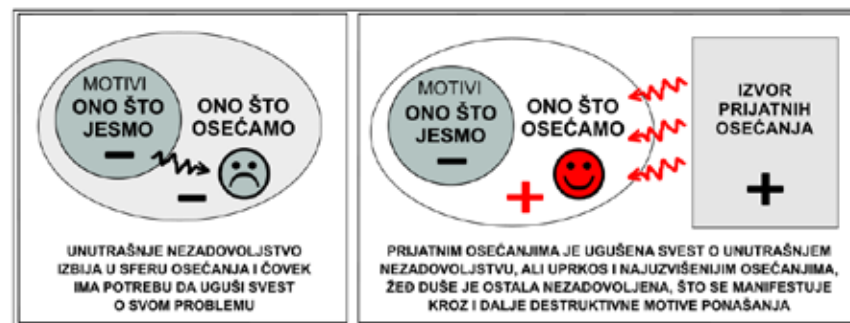 MOTIVI
ONO ŠTO
JESMO
–
ONO ŠTO
OSEĆAMO
–
UNUTRAŠNJE NEZADOVOLJSTVO
IZBIJA U SFERU OSEĆANJA I ČOVEK
IMA POTREBU DA UGUŠI SVEST
O SVOM PROBLEMU
MOTIVI
ONO ŠTO
JESMO
–
ONO ŠTO
OSEĆAMO
+
IZVOR
PRIJATNIH
OSEĆANJA
+
PRIJATNIM OSEĆANJIMA JE UGUŠENA SVEST O UNUTRAŠNJEM
NEZADOVOLJSTVU, ALI UPRKOS I NAJUZVIŠENIJIM OSEĆANJIMA,
ŽEĐ DUŠE JE OSTALA NEZADOVOLJENA, ŠTO SE MANIFESTUJE
KROZ I DALJE DESTRUKTIVNE MOTIVE PONAŠANJA